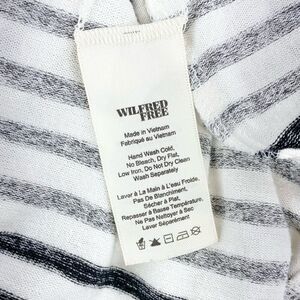 WILFRED
FREE
Made in Vietnam
Fabriqué au Vietnam
Hand Wash Cold,
No Bleach, Dry Flat,
Low Iron, Do Not Dry Clean
Wash Separately
Laver à La Main à L'eau Froide,
Pas De Blanchiment,
Sécher à Plat,
Repasser à Basse Température,
Ne Pas Nettoyer à Sec
Laver Séparément